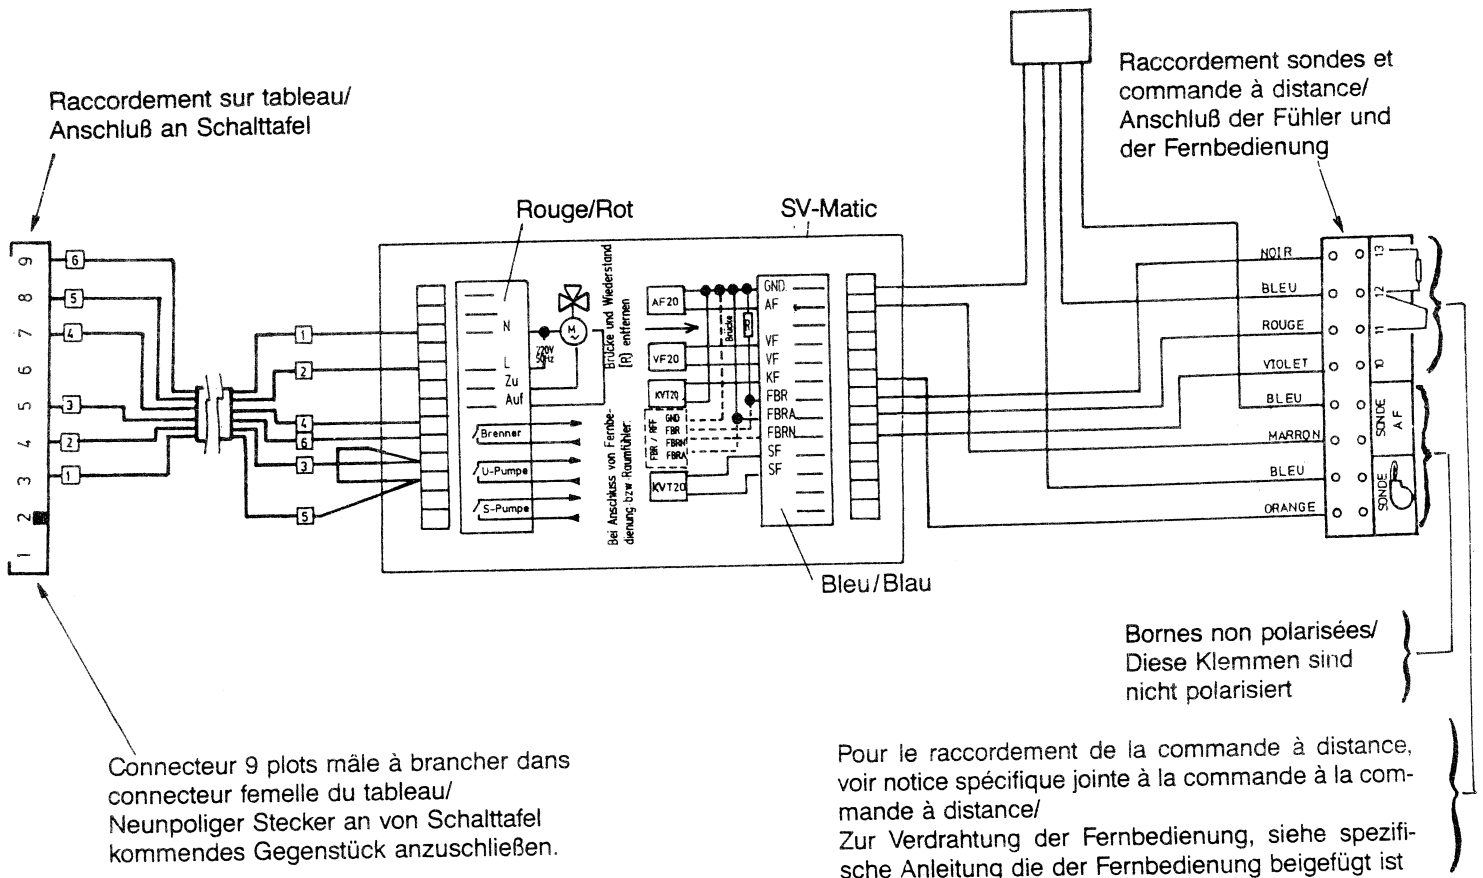 Raccordement sur tableau/
Anschluß an Schalttafel
Raccordement sondes et
commande à distance/
Anschluß der Fühler und
der Fernbedienung
Rouge/Rot
SV-Matic
9
8
7
6
5
4
3
2
1
6
5
4
3
2
1
1
2
4
6
3
5
N
L
Zu
Auf
220V
50Hz
M
~
Brenner
U-Pumpe
S-Pumpe
Brücke und Wiederstand
[R] entfernen
Bei Anschluss von Fernbe-
dienung bzw. Raumfühler:
AF20
VF20
KVT20
FBR / RFF
GND
FBR
FBRN
FBRA
KVT20
Brücke
R
GND.
AF
VF
VF
KF
FBR
FBRA
FBRN
SF
SF
NOIR
BLEU
ROUGE
VIOLET
BLEU
MARRON
BLEU
ORANGE
13
12
11
10
SONDE
A F
SONDE
Bleu/Blau
Bornes non polarisées/
Diese Klemmen sind
nicht polarisiert
Connecteur 9 plots mâle à brancher dans
connecteur femelle du tableau/
Neunpoliger Stecker an von Schalttafel
kommendes Gegenstück anzuschließen.
Pour le raccordement de la commande à distance,
voir notice spécifique jointe à la commande à la com-
mande à distance/
Zur Verdrahtung der Fernbedienung, siehe spezifi-
sche Anleitung die der Fernbedienung beigefügt ist